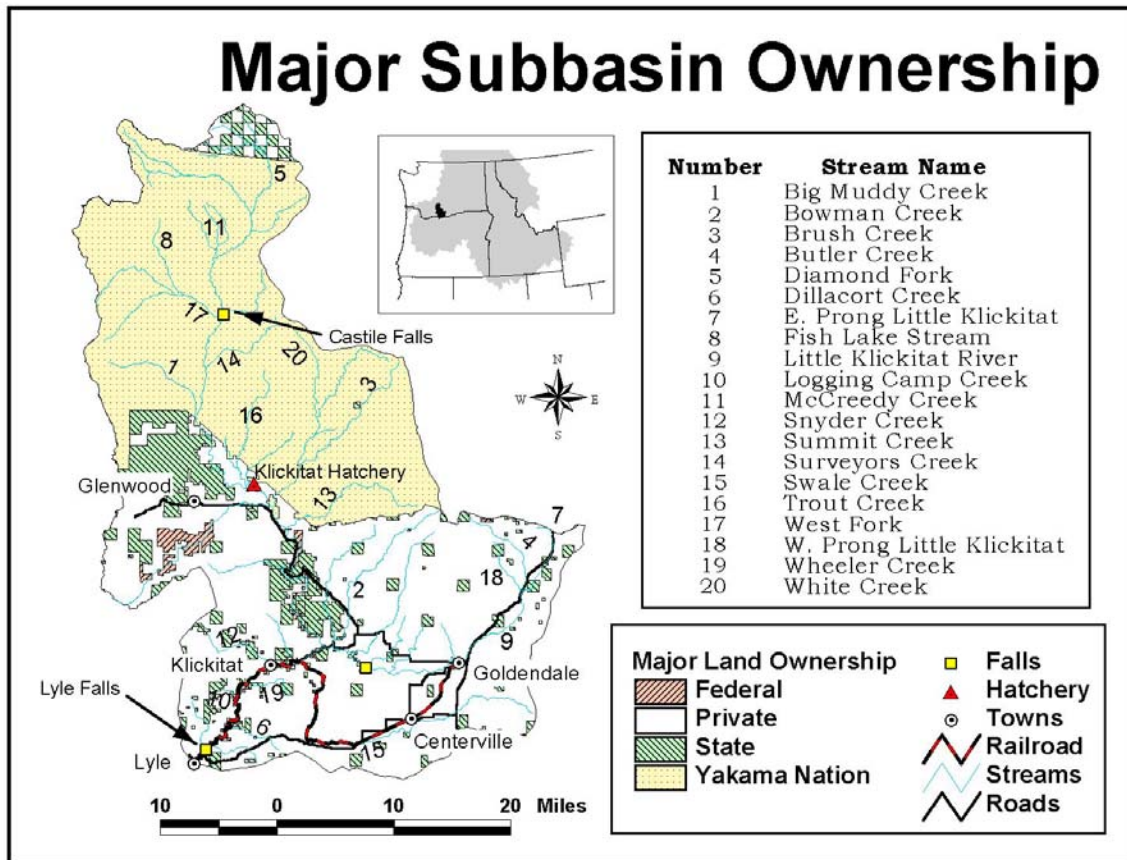 Major Subbasin Ownership
5
11
8
17
Castile Falls
14
20
1
3
16
Klickitat Hatchery
Glenwood
13
7
4
18
2
9
12
Klickitat
Goldendale
Lyle Falls
10
19
6
Centerville
15
Lyle
10 0 10 20 Miles
N
W E
S
Number Stream Name
1 Big Muddy Creek
2 Bowman Creek
3 Brush Creek
4 Butler Creek
5 Diamond Fork
6 Dillacort Creek
7 E. Prong Little Klickitat
8 Fish Lake Stream
9 Little Klickitat River
10 Logging Camp Creek
11 McCreedy Creek
12 Snyder Creek
13 Summit Creek
14 Surveyors Creek
15 Swale Creek
16 Trout Creek
17 West Fork
18 W. Prong Little Klickitat
19 Wheeler Creek
20 White Creek
Major Land Ownership
Federal
Private
State
Yakama Nation
Falls
Hatchery
Towns
Railroad
Streams
Roads